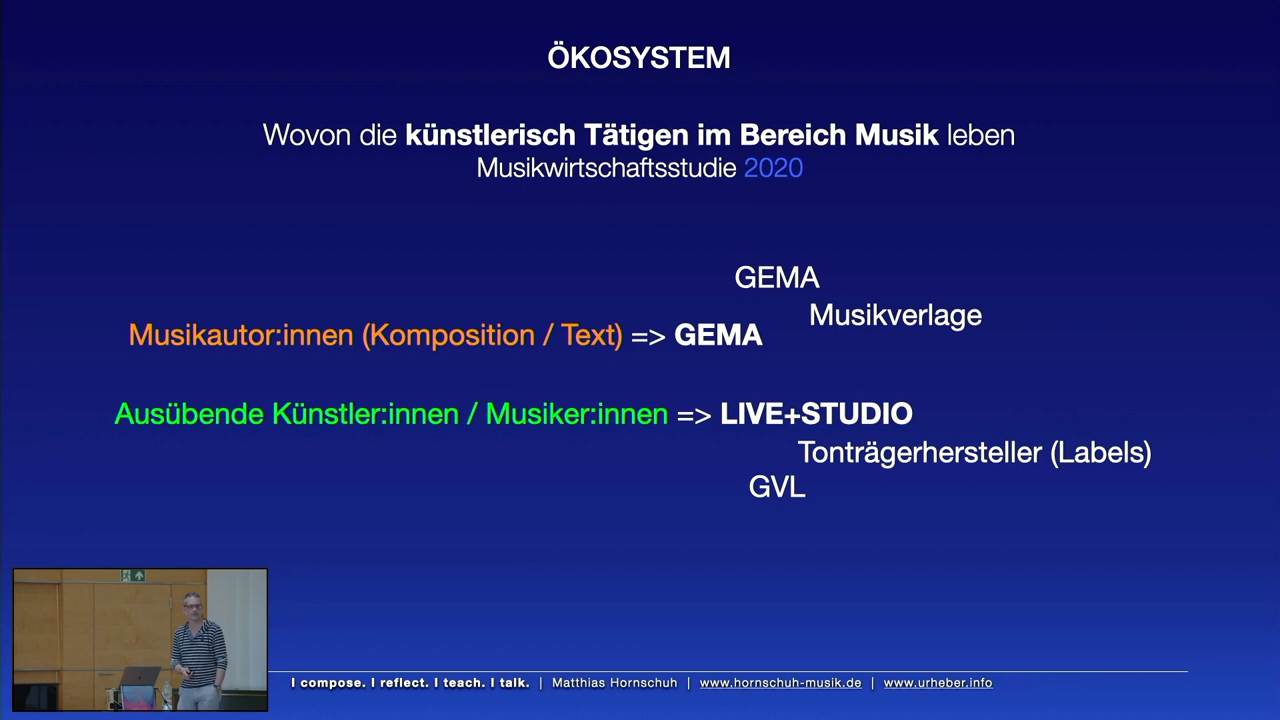 ÖKOSYSTEM
Wovon die künstlerisch Tätigen im Bereich Musik leben
Musikwirtschaftsstudie 2020
GEMA
Musikverlage
Musikautor:innen (Komposition / Text) => GEMA
Ausübende Künstler:innen / Musiker:innen => LIVE+STUDIO
Tonträgerhersteller (Labels)
GVL
I compose. I reflect. I teach. I talk. | Matthias Hornschuh | www.hornschuh-musik.de | www.urheber.info